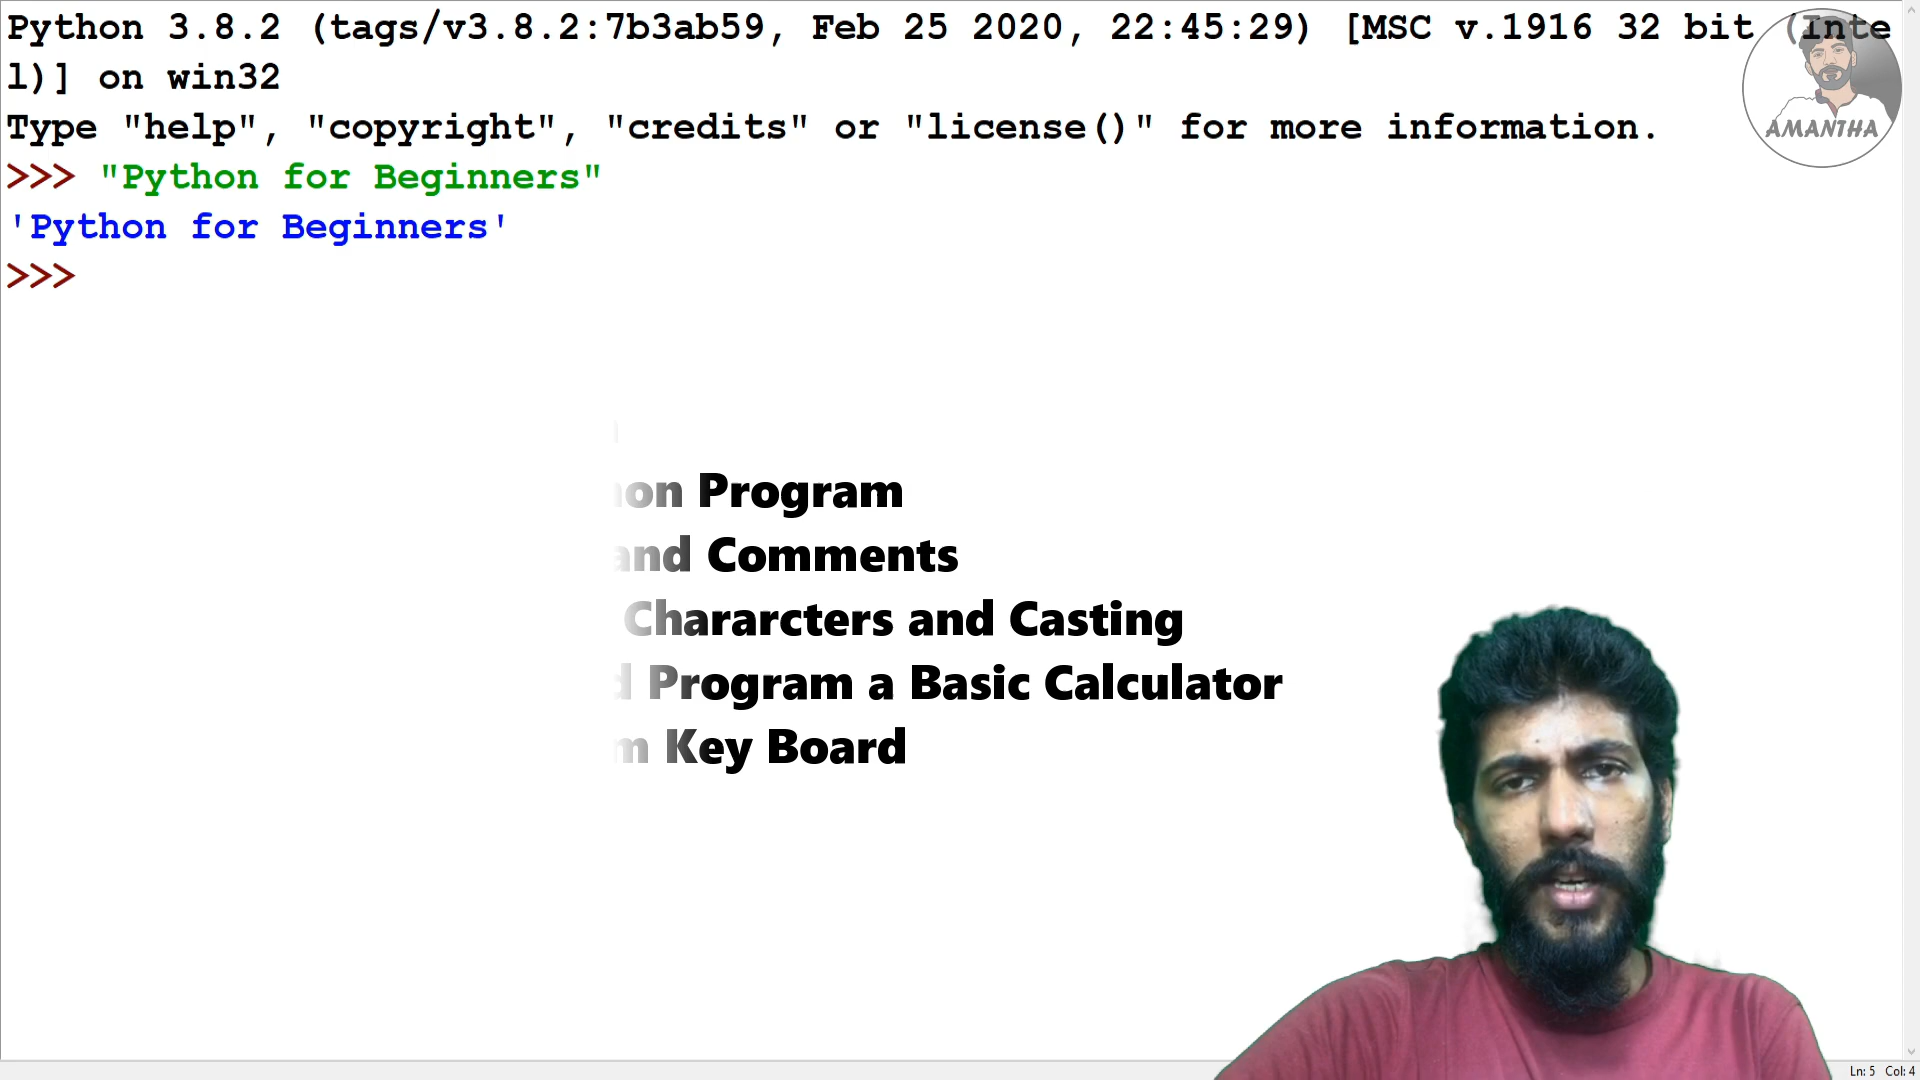 Python 3.8.2 (tags/v3.8.2:7b3ab59, Feb 25 2020, 22:45:29) [MSC v.1916 32 bit (Inte
l)] on win32
Type "help", "copyright", "credits" or "license()" for more information.
>>> "Python for Beginners"
'Python for Beginners'
>>>
AMANTHA
on Program
and Comments
Chararcters and Casting
Program a Basic Calculator
Key Board
Ln: 5 Col: 4